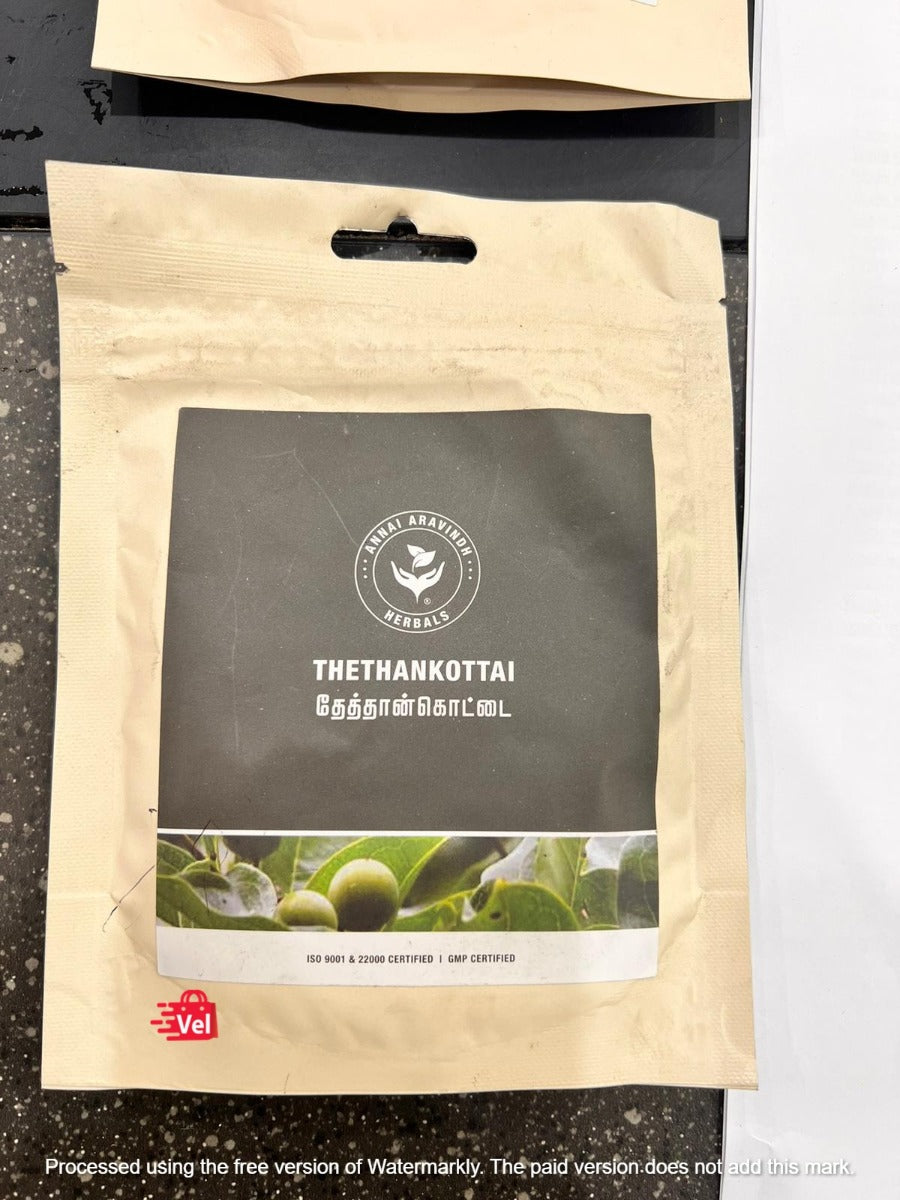 ANNAI ARAVINDH
HERBALS
®
THETHANKOTTAI
தேத்தான்கொட்டை
ISO 9001 & 22000 CERTIFIED | GMP CERTIFIED
Vel
Processed using the free version of Watermarkly. The paid version does not add this mark.